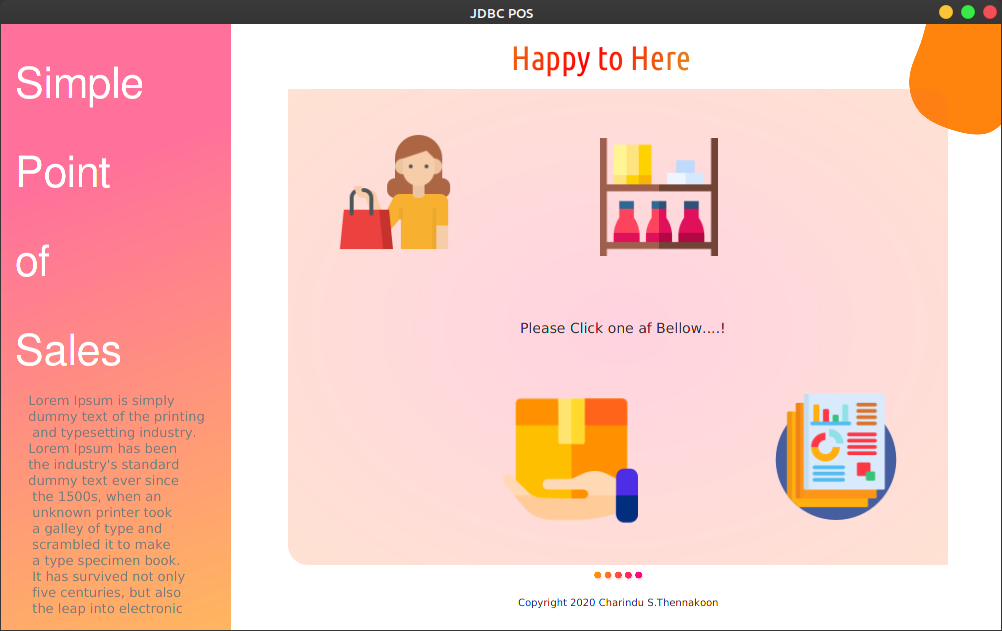 JDBC POS
Simple
Point
of
Sales
Lorem Ipsum is simply
dummy text of the printing
and typesetting industry.
Lorem Ipsum has been
the industry's standard
dummy text ever since
the 1500s, when an
unknown printer took
a galley of type and
scrambled it to make
a type specimen book.
It has survived not only
five centuries, but also
the leap into electronic
Happy to Here
Please Click one af Bellow....!
Copyright 2020 Charindu S.Thennakoon